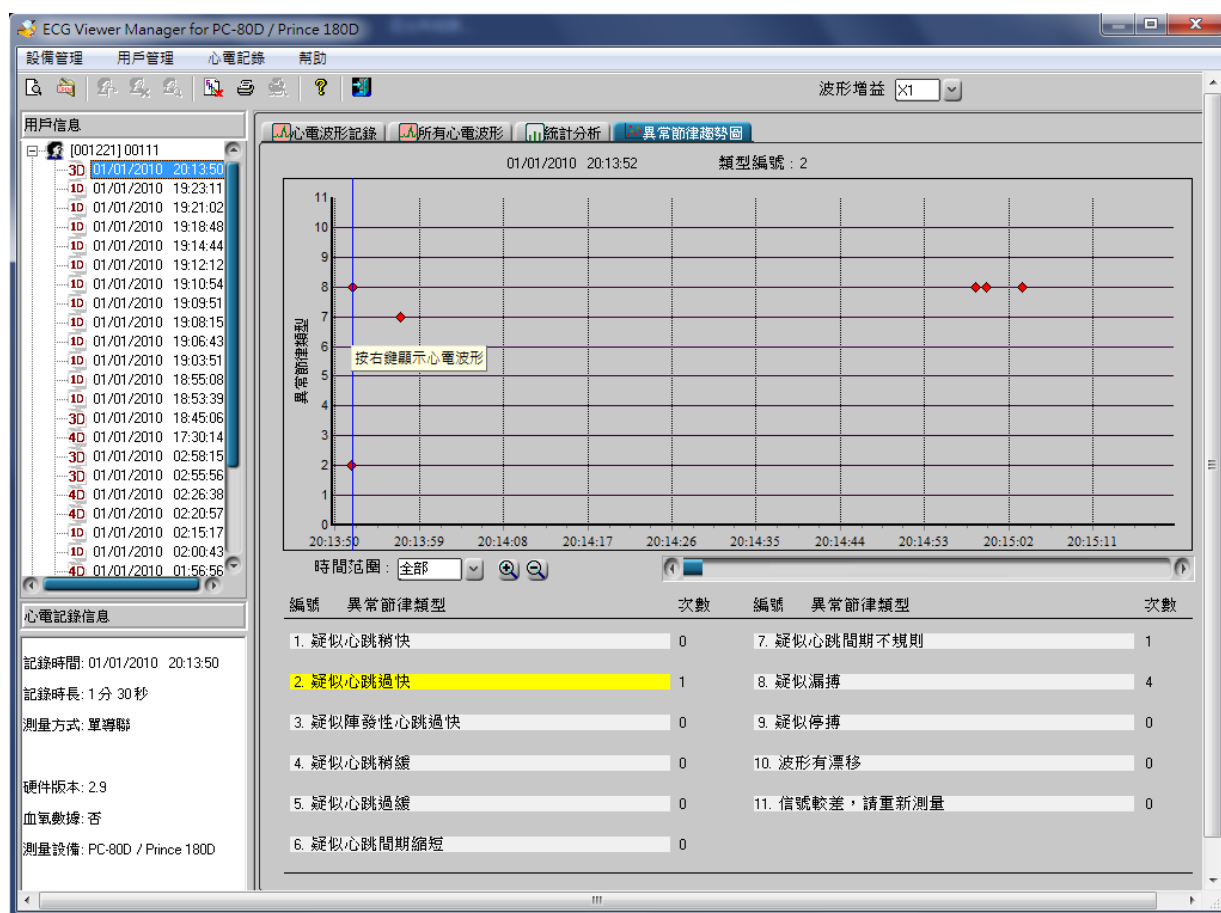 ECG Viewer Manager for PC-80D / Prince 180D
設備管理 用戶管理 心電記錄 幫助
波形增益 X1
用戶信息
[001221] 00111
3D 01/01/2010 20:13:50
1D 01/01/2010 19:23:11
1D 01/01/2010 19:21:02
1D 01/01/2010 19:18:48
1D 01/01/2010 19:14:44
1D 01/01/2010 19:12:12
1D 01/01/2010 19:10:54
1D 01/01/2010 19:09:51
1D 01/01/2010 19:08:15
1D 01/01/2010 19:06:43
1D 01/01/2010 19:03:51
1D 01/01/2010 18:55:08
1D 01/01/2010 18:53:39
3D 01/01/2010 18:45:06
4D 01/01/2010 17:30:14
3D 01/01/2010 02:58:15
3D 01/01/2010 02:55:56
4D 01/01/2010 02:26:38
4D 01/01/2010 02:20:57
1D 01/01/2010 02:15:17
1D 01/01/2010 02:00:43
4D 01/01/2010 01:56:56
心電記錄信息
記錄時間: 01/01/2010 20:13:50
記錄時長: 1 分 30 秒
測量方式: 單導聯
硬件版本: 2.9
血氧數據: 否
測量設備: PC-80D / Prince 180D
心電波形記錄 所有心電波形 統計分析 異常節律趨勢圖
01/01/2010 20:13:52 類型編號 : 2
異常節律類型
11
10
9
8
7
6
5
4
3
2
1
0
按右鍵顯示心電波形
20:13:50 20:13:59 20:14:08 20:14:17 20:14:26 20:14:35 20:14:44 20:14:53 20:15:02 20:15:11
時間范圍 : 全部
編號 異常節律類型 次數 編號 異常節律類型 次數
1. 疑似心跳稍快 0 7. 疑似心跳間期不規則 1
2. 疑似心跳過快 1 8. 疑似漏搏 4
3. 疑似陣發性心跳過快 0 9. 疑似停搏 0
4. 疑似心跳稍緩 0 10. 波形有漂移 0
5. 疑似心跳過緩 0 11. 信號較差，請重新測量 0
6. 疑似心跳間期縮短 0